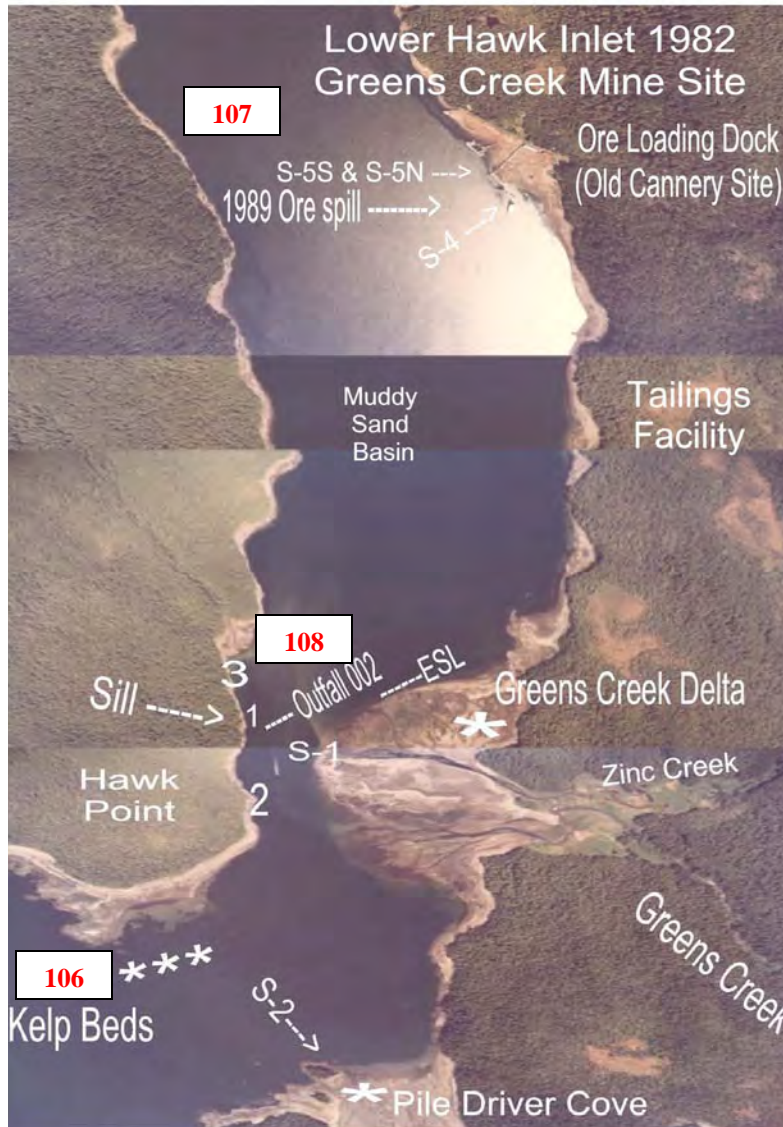 Lower Hawk Inlet 1982
Greens Creek Mine Site
107
Ore Loading Dock
(Old Cannery Site)
S-5S & S-5N --->
1989 Ore spill -------->
S-4 --->
Muddy
Sand
Basin
Tailings
Facility
108
3
Sill ----->
1 ---- Outfall 002
------ESL
Greens Creek Delta
*
S-1
Zinc Creek
Hawk
Point
2
Greens Creek
106
***
Kelp Beds
S-2--->
* Pile Driver Cove